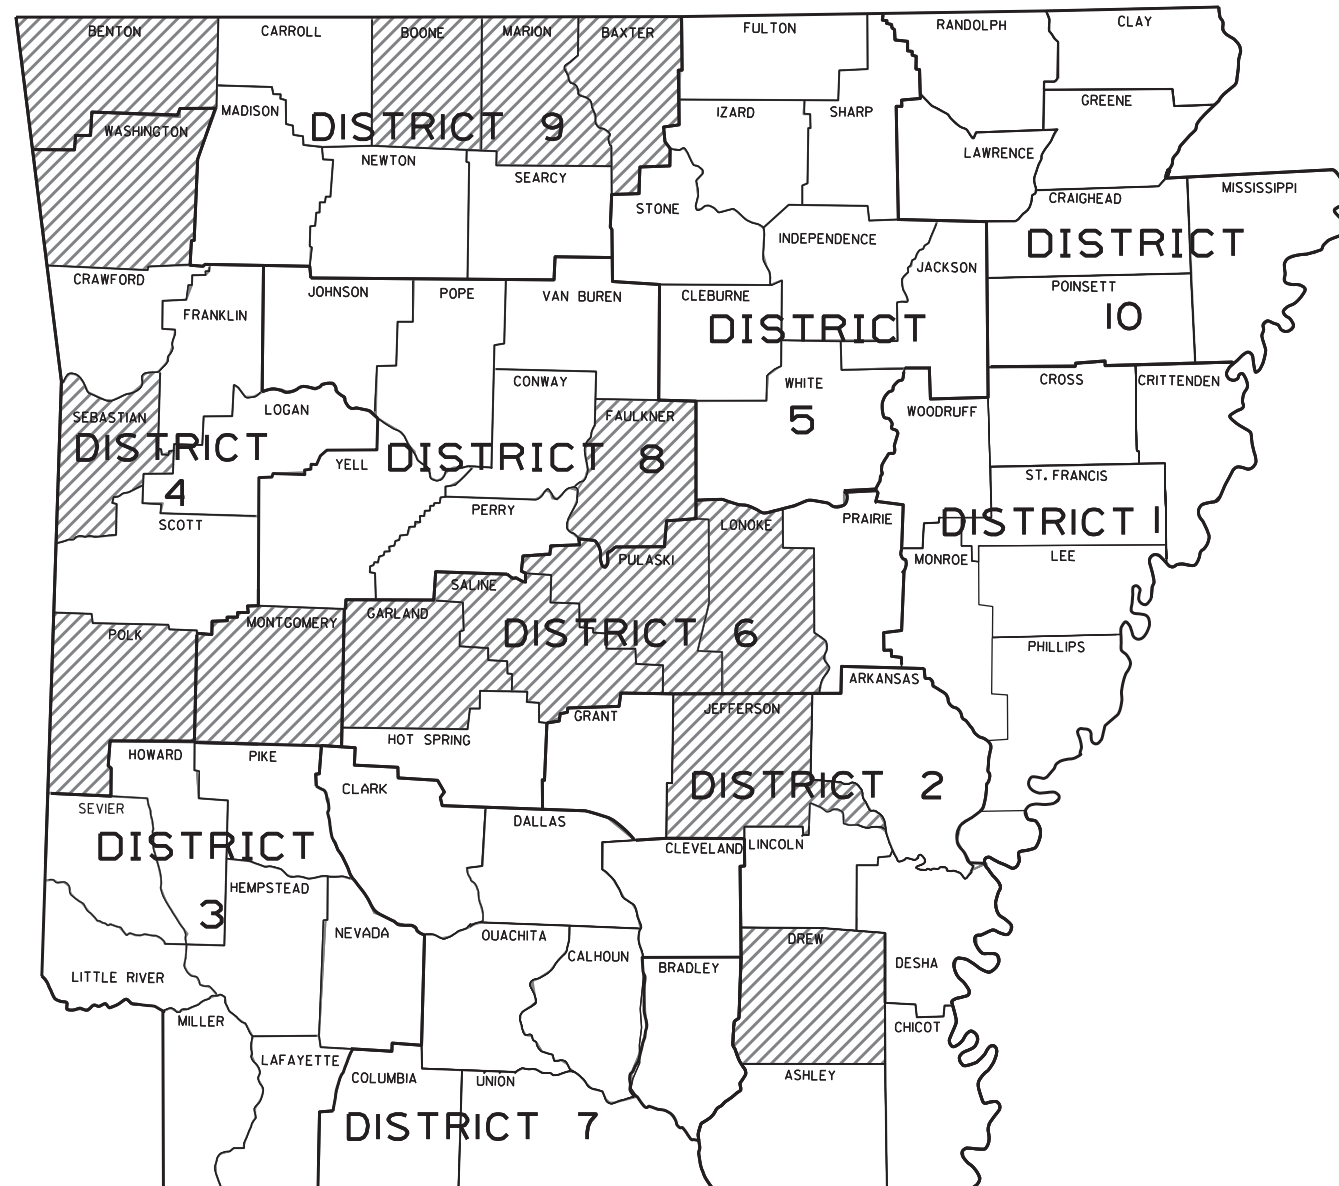 BENTON
CARROLL
BOONE
MARION
BAXTER
FULTON
RANDOLPH
CLAY
WASHINGTON
MADISON
DISTRICT 9
IZARD
SHARP
GREENE
NEWTON
SEARCY
LAWRENCE
STONE
CRAIGHEAD
MISSISSIPPI
INDEPENDENCE
JACKSON
DISTRICT
10
CRAWFORD
FRANKLIN
JOHNSON
POPE
VAN BUREN
CLEBURNE
POINSETT
DISTRICT
5
CONWAY
WHITE
CROSS
CRITTENDEN
SEBASTIAN
LOGAN
FAULKNER
WOODRUFF
DISTRICT
4
YELL
DISTRICT 8
ST. FRANCIS
SCOTT
PERRY
LONOKE
PRAIRIE
DISTRICT 1
MONROE
LEE
PULASKI
SALINE
GARLAND
MONTGOMERY
POLK
DISTRICT 6
PHILLIPS
ARKANSAS
GRANT
JEFFERSON
HOT SPRING
HOWARD
PIKE
CLARK
DISTRICT 2
SEVIER
DALLAS
DISTRICT
3
CLEVELAND
LINCOLN
HEMPSTEAD
NEVADA
OUACHITA
CALHOUN
DREW
BRADLEY
DESHA
LITTLE RIVER
MILLER
CHICOT
LAFAYETTE
COLUMBIA
UNION
ASHLEY
DISTRICT 7